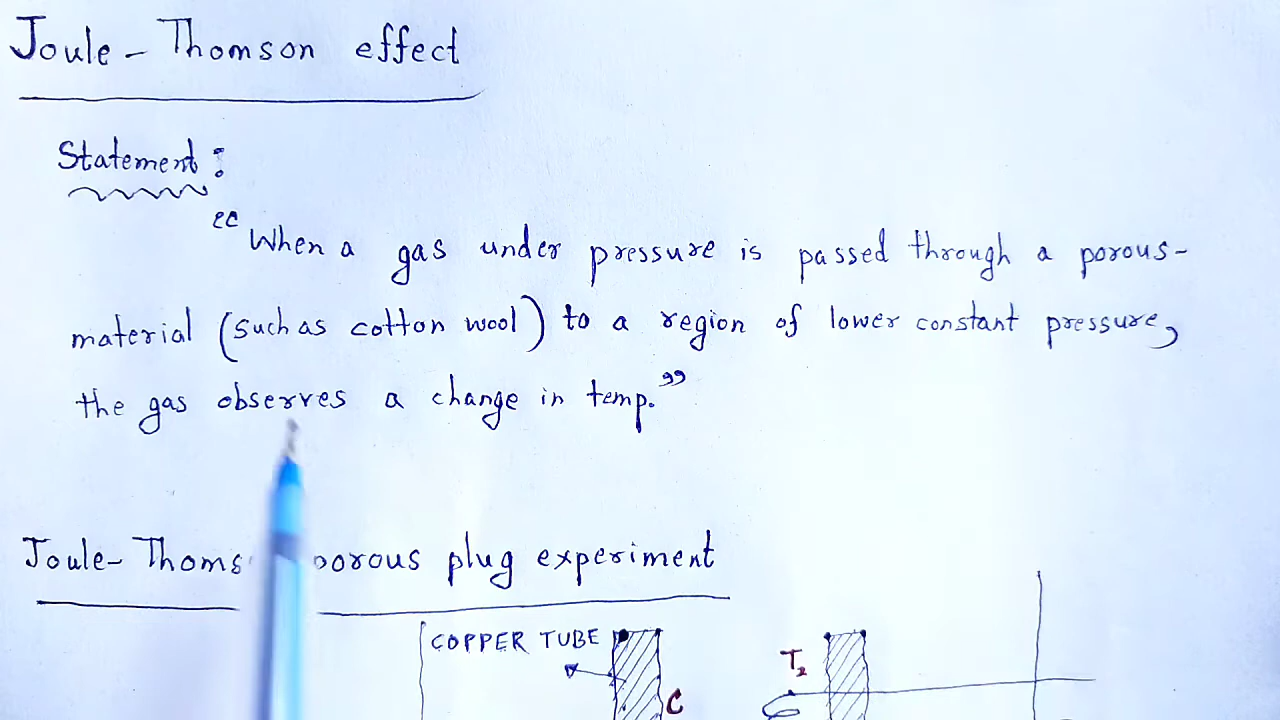 Joule - Thomson effect
Statement :
"When a gas under pressure is passed through a porous-
material (such as cotton wool) to a region of lower constant pressure,
the gas observes a change in temp."
Joule- Thoms porous plug experiment
COPPER TUBE
T₂
C